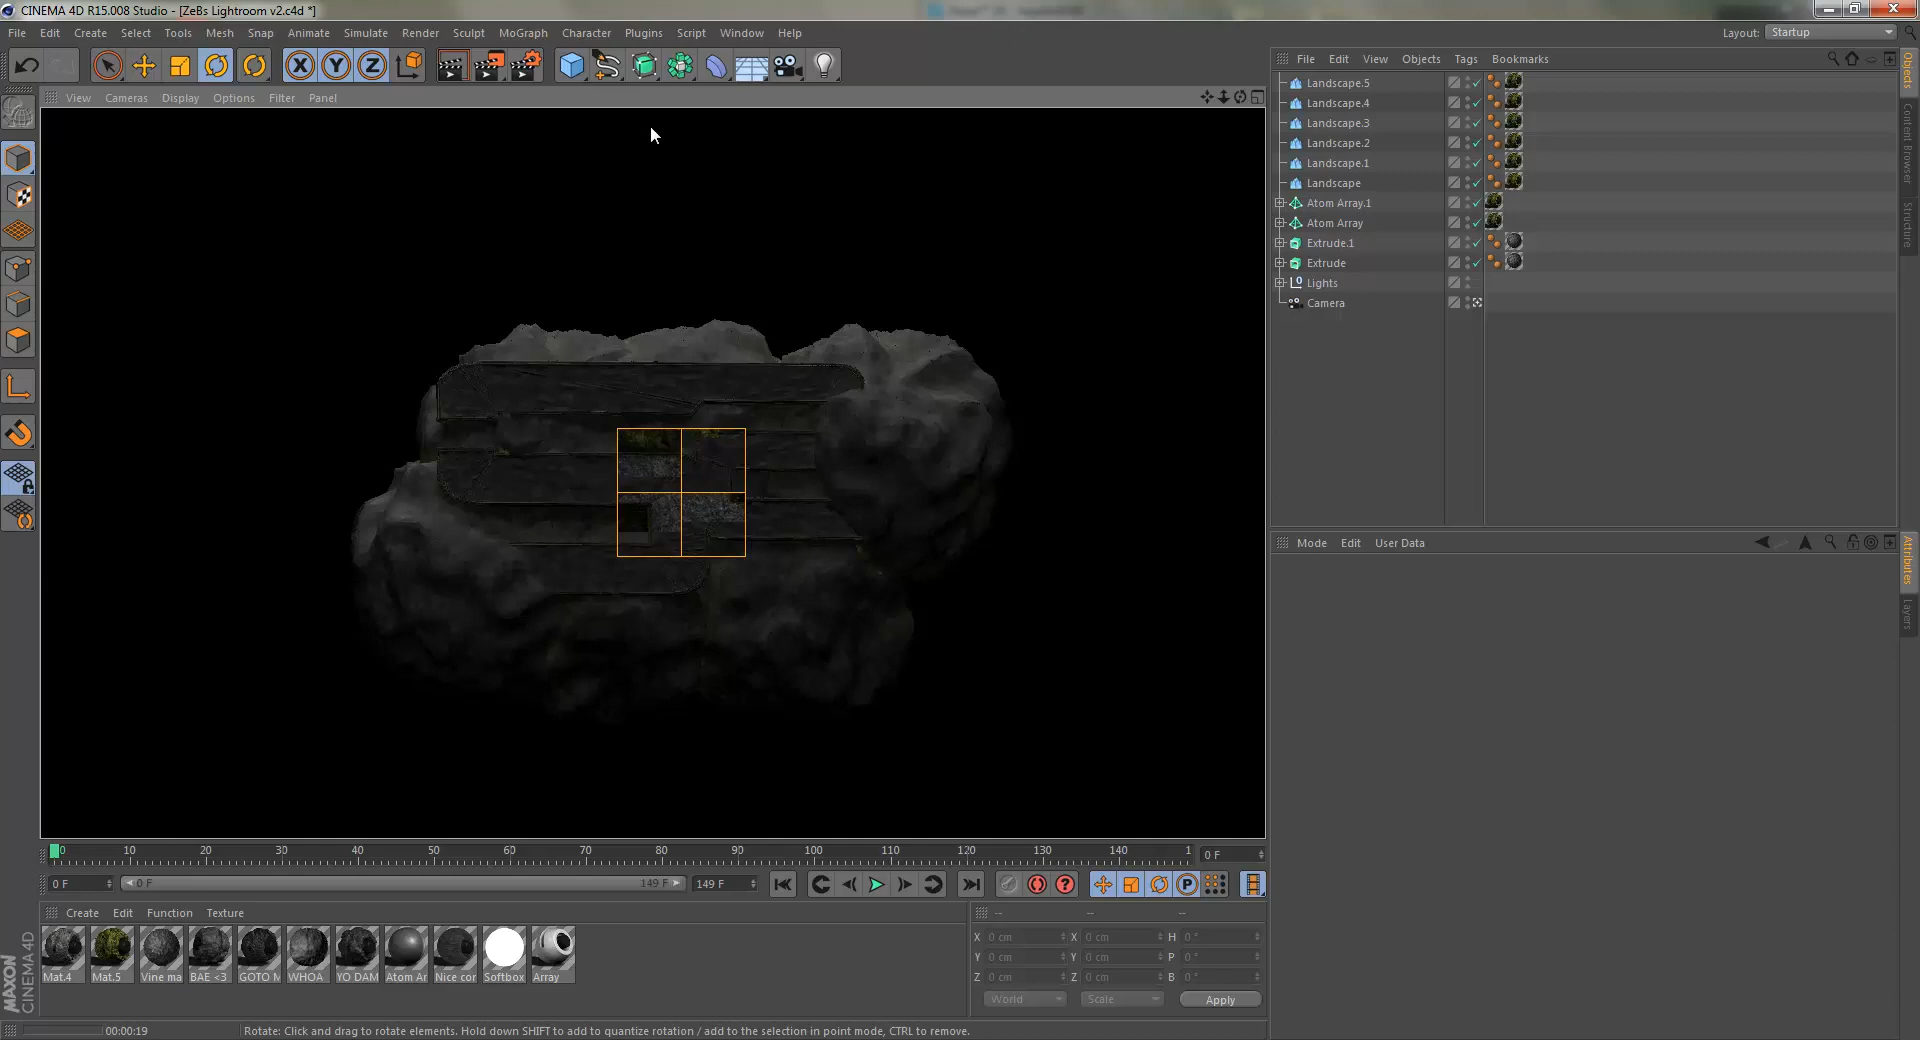 CINEMA 4D R15.008 Studio - [ZeBs Lightroom v2.c4d *]
File Edit Create Select Tools Mesh Snap Animate Simulate Render Sculpt MoGraph Character Plugins Script Window Help Layout: Startup
X Y Z
File Edit View Objects Tags Bookmarks
View Cameras Display Options Filter Panel
Landscape.5
Landscape.4
Landscape.3
Landscape.2
Landscape.1
Landscape
Atom Array.1
Atom Array
Extrude.1
Extrude
Lights
Camera
Objects
Content Browser
Structure
Mode Edit User Data
Attributes
Layers
0 10 20 30 40 50 60 70 80 90 100 110 120 130 140 1 0 F
0 F 0 F 149 F 149 F
Create Edit Function Texture
-- -- --
Mat.4 Mat.5 Vine ma BAE <3 GOTO M WHOA YO DAM Atom Ar Nice cor Softbox Array
X 0 cm X 0 cm H 0 °
Y 0 cm Y 0 cm P 0 °
Z 0 cm Z 0 cm B 0 °
World Scale Apply
MAXON
CINEMA 4D
00:00:19 Rotate: Click and drag to rotate elements. Hold down SHIFT to add to quantize rotation / add to the selection in point mode, CTRL to remove.